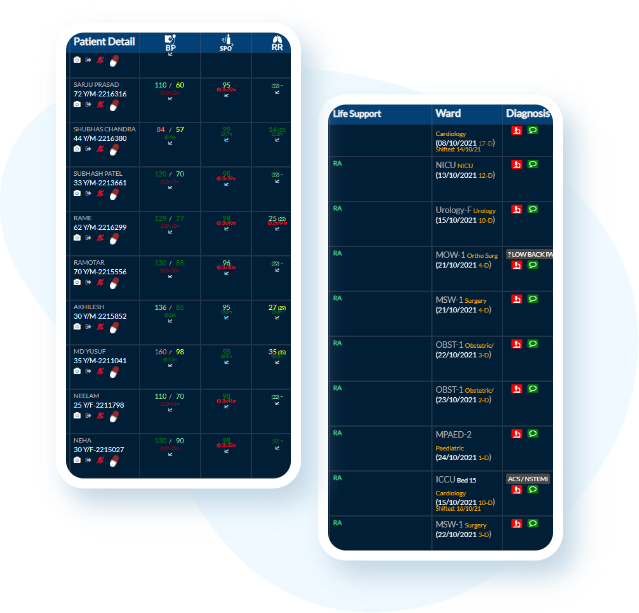 Patient Detail
BP
SPO
RR
SARJU PRASAD
110 / 60
95
72 Y/M-2216316
SHUBHAS CHANDRA
84 / 57
99
44 Y/M-2216380
SUBHASH PATEL
120 / 70
98
33 Y/M-2213661
RAME
129 / 77
99
25
62 Y/M-2216299
RAMOTAR
130 / 85
96
70 Y/M-2215556
AKHILESH
136 / 85
95
27
30 Y/M-2215852
MD YUSUF
160 / 98
98
35
35 Y/M-2211041
NEELAM
110 / 70
98
25 Y/F-2211798
NEHA
130 / 90
98
30 Y/F-2215027
Life Support
Ward
Diagnosis
Cardiology
(08/10/2021 17-D)
Shifted: 14/10/21
RA
NICU NICU
(13/10/2021 12-D)
RA
Urology-F Urology
(15/10/2021 10-D)
RA
MOW-1 Ortho Surg
? LOW BACK PA
(21/10/2021 4-D)
RA
MSW-1 Surgery
(21/10/2021 4-D)
RA
OBST-1 Obstetric/
(22/10/2021 3-D)
RA
OBST-1 Obstetric/
(23/10/2021 2-D)
RA
MPAED-2
Paediatric
(24/10/2021 1-D)
RA
ICCU Bed 15
ACS / NSTEMI
Cardiology
(15/10/2021 10-D)
Shifted: 16/10/21
RA
MSW-1 Surgery
(22/10/2021 3-D)